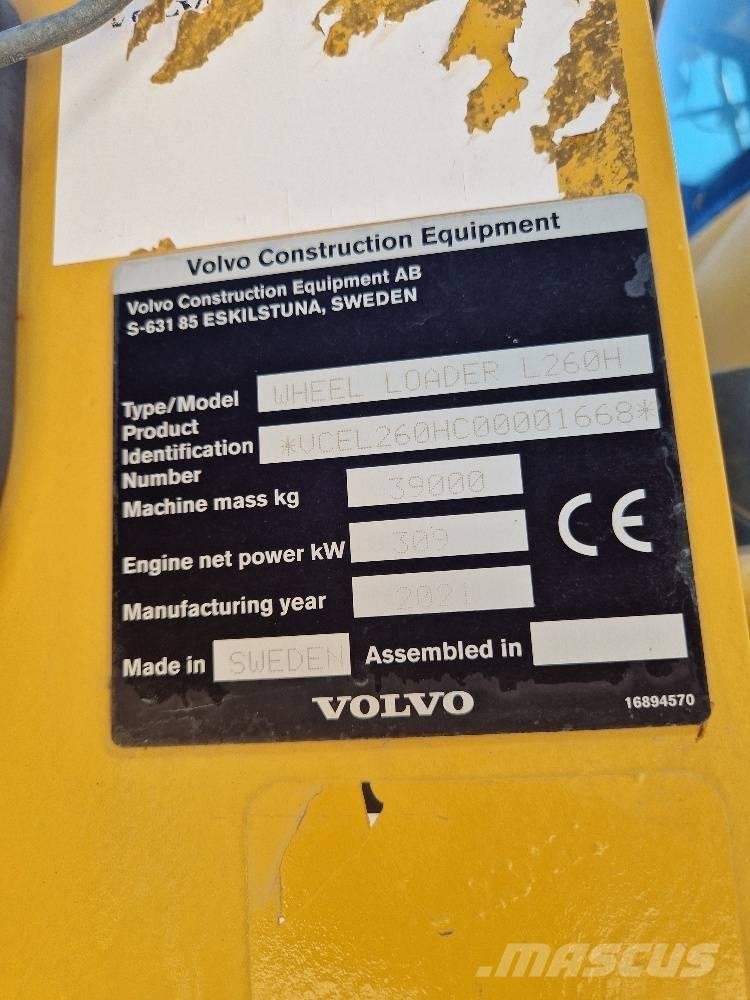 Volvo Construction Equipment
Volvo Construction Equipment AB
S-631 85 ESKILSTUNA, SWEDEN
Type/Model WHEEL LOADER L260H
Product
Identification
Number *VCEL260HC00001668*
Machine mass kg 39000
Engine net power kW 309
Manufacturing year 2021
Made in SWEDEN Assembled in
CE
VOLVO 16894570
MASCUS